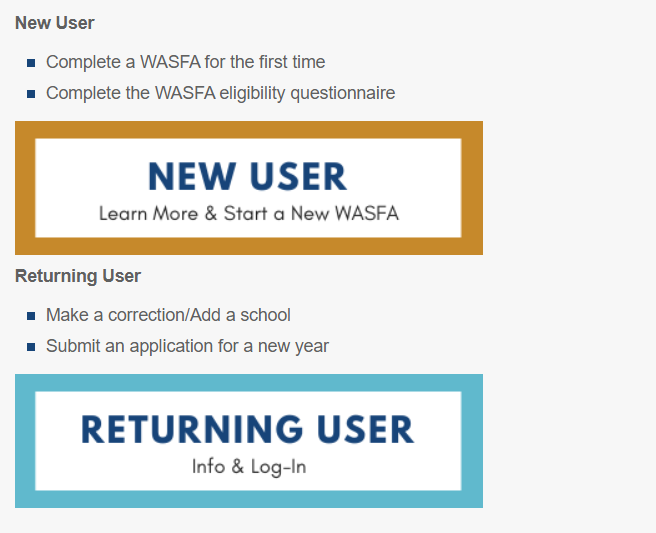 New User
Complete a WASFA for the first time
Complete the WASFA eligibility questionnaire
NEW USER
Learn More & Start a New WASFA
Returning User
Make a correction/Add a school
Submit an application for a new year
RETURNING USER
Info & Log-In